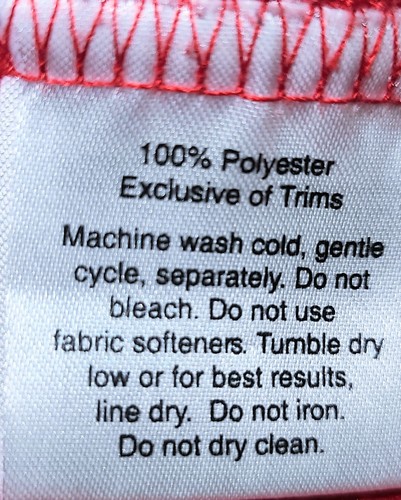 100% Polyester
Exclusive of Trims
Machine wash cold, gentle
cycle, separately. Do not
bleach. Do not use
fabric softeners. Tumble dry
low or for best results,
line dry. Do not iron.
Do not dry clean.